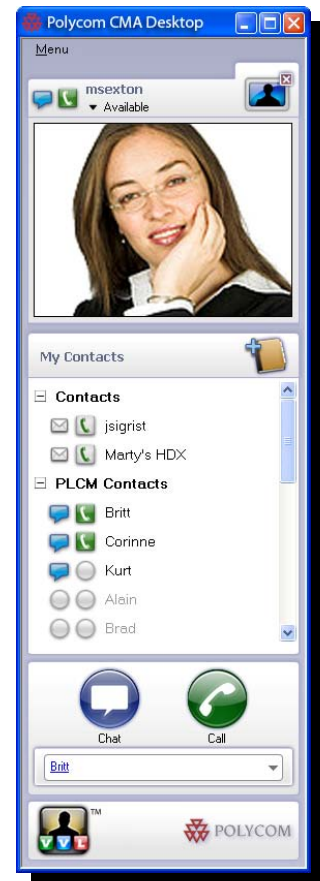 Polycom CMA Desktop
Menu
msexton
Available
My Contacts
Contacts
jsigrist
Marty's HDX
PLCM Contacts
Britt
Corinne
Kurt
Alain
Brad
Chat
Call
Britt
V V L ™
POLYCOM